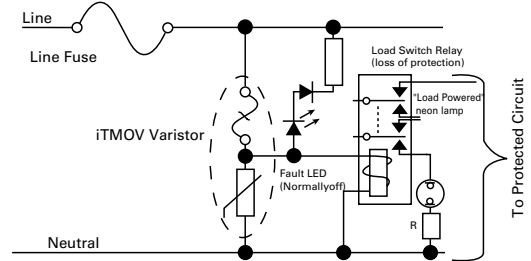 Line
Line Fuse
Load Switch Relay
(loss of protection)
"Load Powered"
neon lamp
iTMOV Varistor
Fault LED
(Normallyoff)
R
Neutral
To Protected Circuit